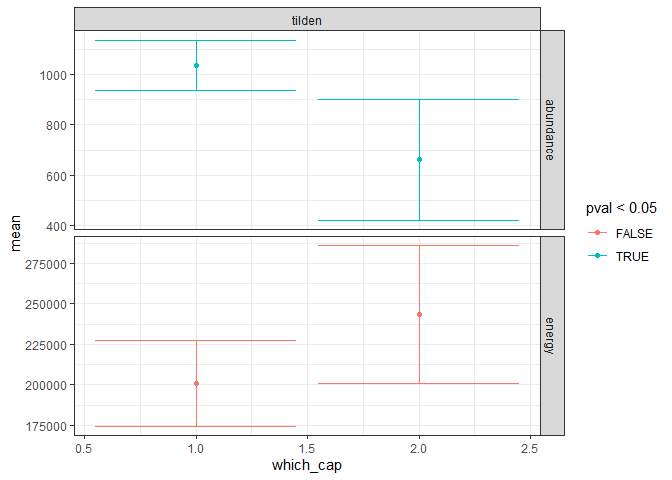 tilden
1000
800
600
400
abundance
275000
250000
225000
200000
175000
energy
mean
0.5
1.0
1.5
2.0
2.5
which_cap
pval < 0.05
FALSE
TRUE